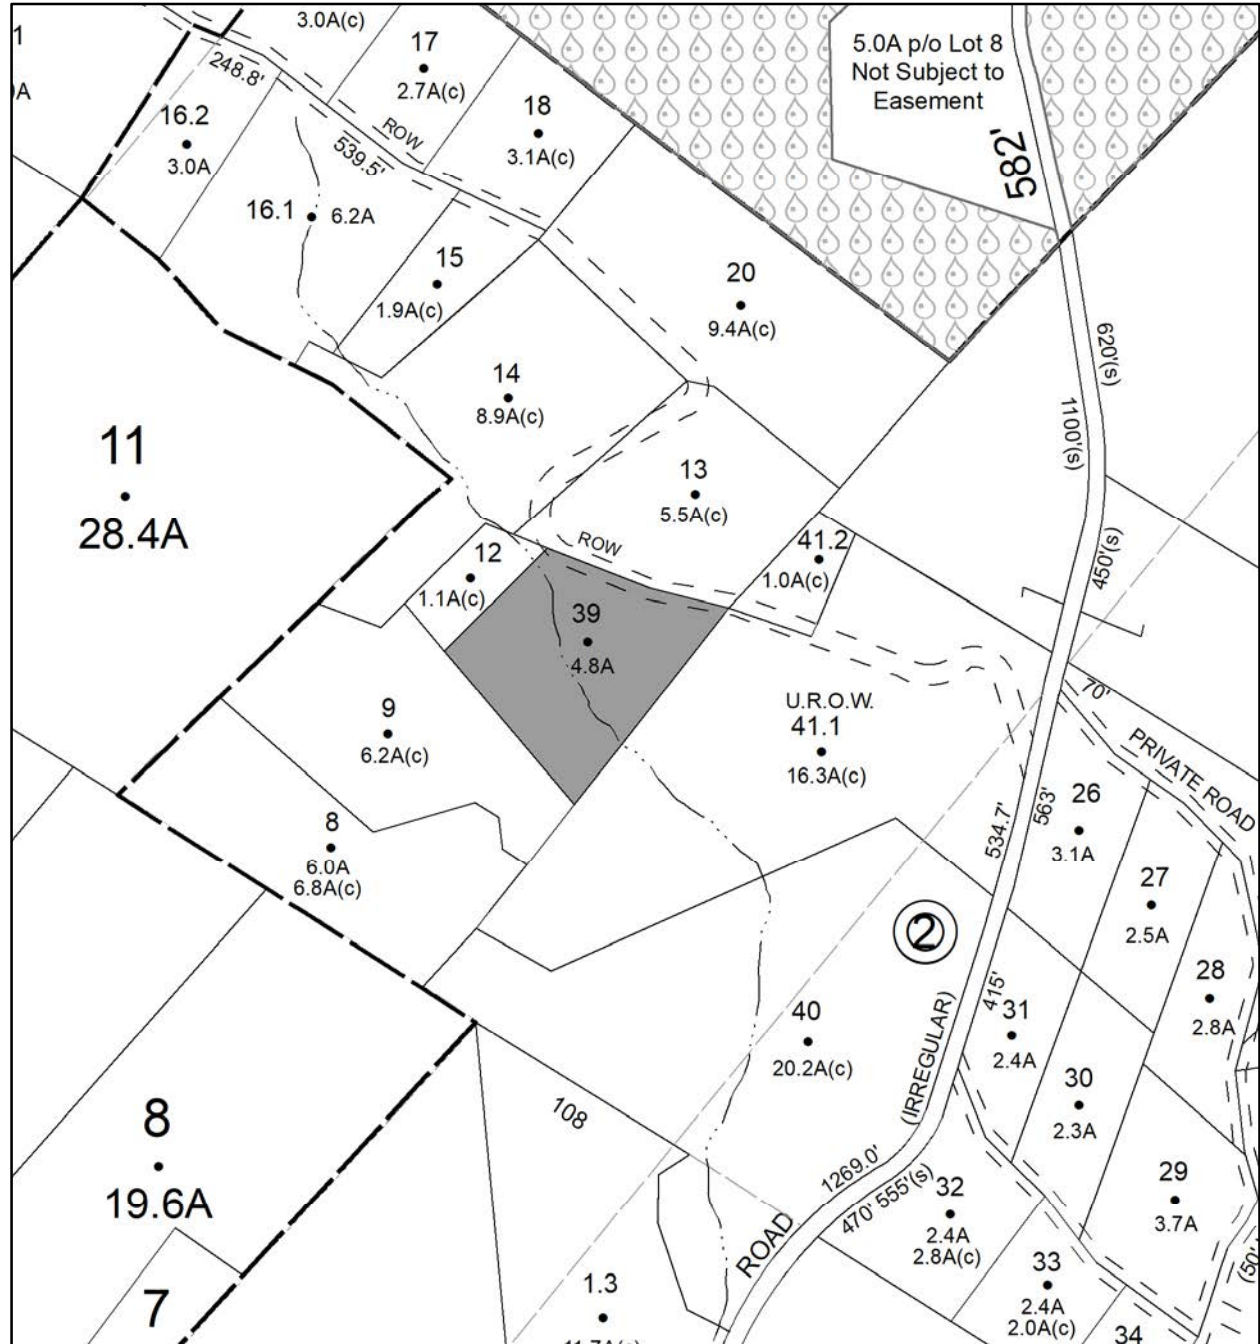 3.0A(c)
1
17
2.7A(c)
5.0A p/o Lot 8
Not Subject to
Easement
248.8'
16.2
3.0A
ROW
539.5'
18
3.1A(c)
582'
16.1
6.2A
15
1.9A(c)
20
9.4A(c)
620'(s)
1100'(s)
14
8.9A(c)
11
28.4A
13
5.5A(c)
ROW
41.2
1.0A(c)
450'(s)
12
1.1A(c)
39
4.8A
70'
U.R.O.W.
41.1
16.3A(c)
PRIVATE ROAD
9
6.2A(c)
8
6.0A
6.8A(c)
534.7'
563'
26
3.1A
27
2.5A
2
28
2.8A
415'
31
2.4A
40
20.2A(c)
(IRREGULAR)
30
2.3A
8
19.6A
108
1269.0'
470' 555'(s)
32
2.4A
2.8A(c)
29
3.7A
ROAD
33
2.4A
2.0A(c)
(50'
7
1.3
34